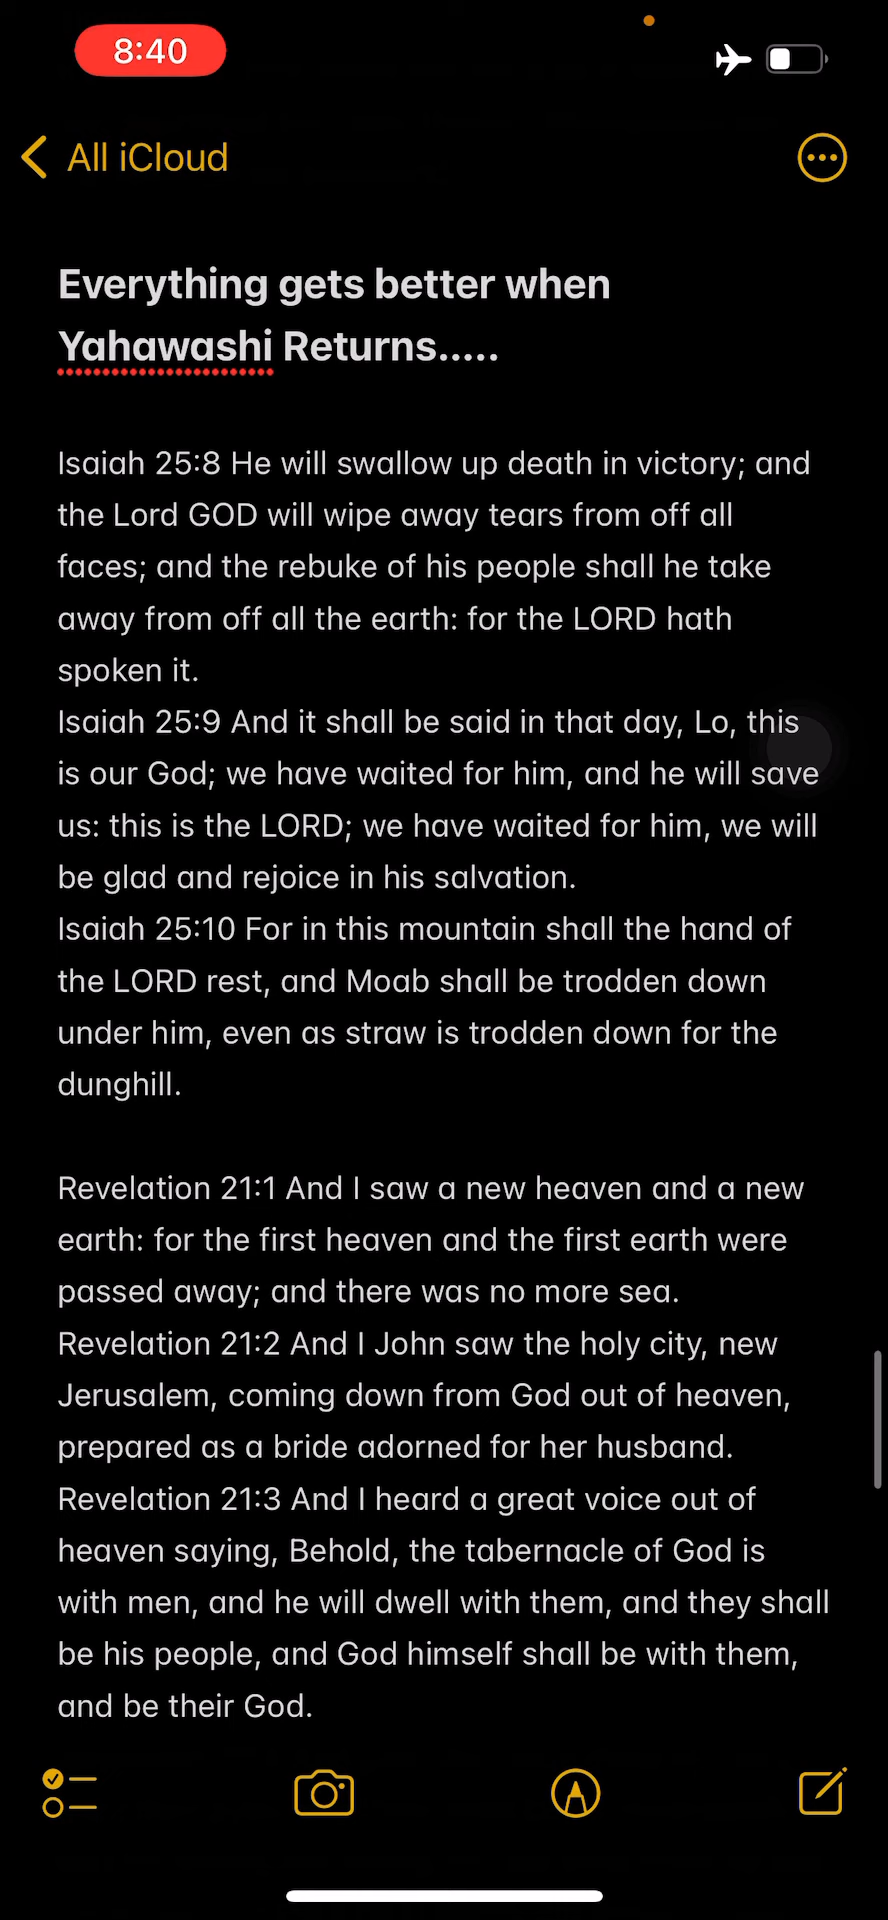 8:40
All iCloud
Everything gets better when
Yahawashi Returns.....
Isaiah 25:8 He will swallow up death in victory; and
the Lord GOD will wipe away tears from off all
faces; and the rebuke of his people shall he take
away from off all the earth: for the LORD hath
spoken it.
Isaiah 25:9 And it shall be said in that day, Lo, this
is our God; we have waited for him, and he will save
us: this is the LORD; we have waited for him, we will
be glad and rejoice in his salvation.
Isaiah 25:10 For in this mountain shall the hand of
the LORD rest, and Moab shall be trodden down
under him, even as straw is trodden down for the
dunghill.
Revelation 21:1 And I saw a new heaven and a new
earth: for the first heaven and the first earth were
passed away; and there was no more sea.
Revelation 21:2 And I John saw the holy city, new
Jerusalem, coming down from God out of heaven,
prepared as a bride adorned for her husband.
Revelation 21:3 And I heard a great voice out of
heaven saying, Behold, the tabernacle of God is
with men, and he will dwell with them, and they shall
be his people, and God himself shall be with them,
and be their God.